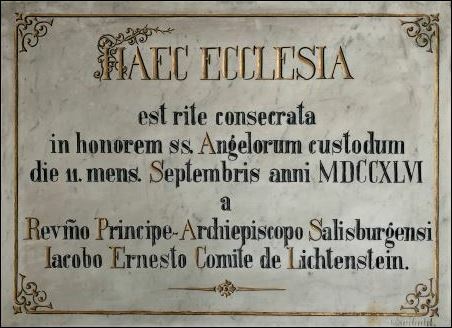 HAEC ECCLESIA
est rite consecrata
in honorem ss. Angelorum custodum
die 11. mens. Septembris anni MDCCXLVI
a
Revm̃o Principe-Archiepiscopo Salisburgensi
Iacobo Ernesto Comite de Lichtenstein.